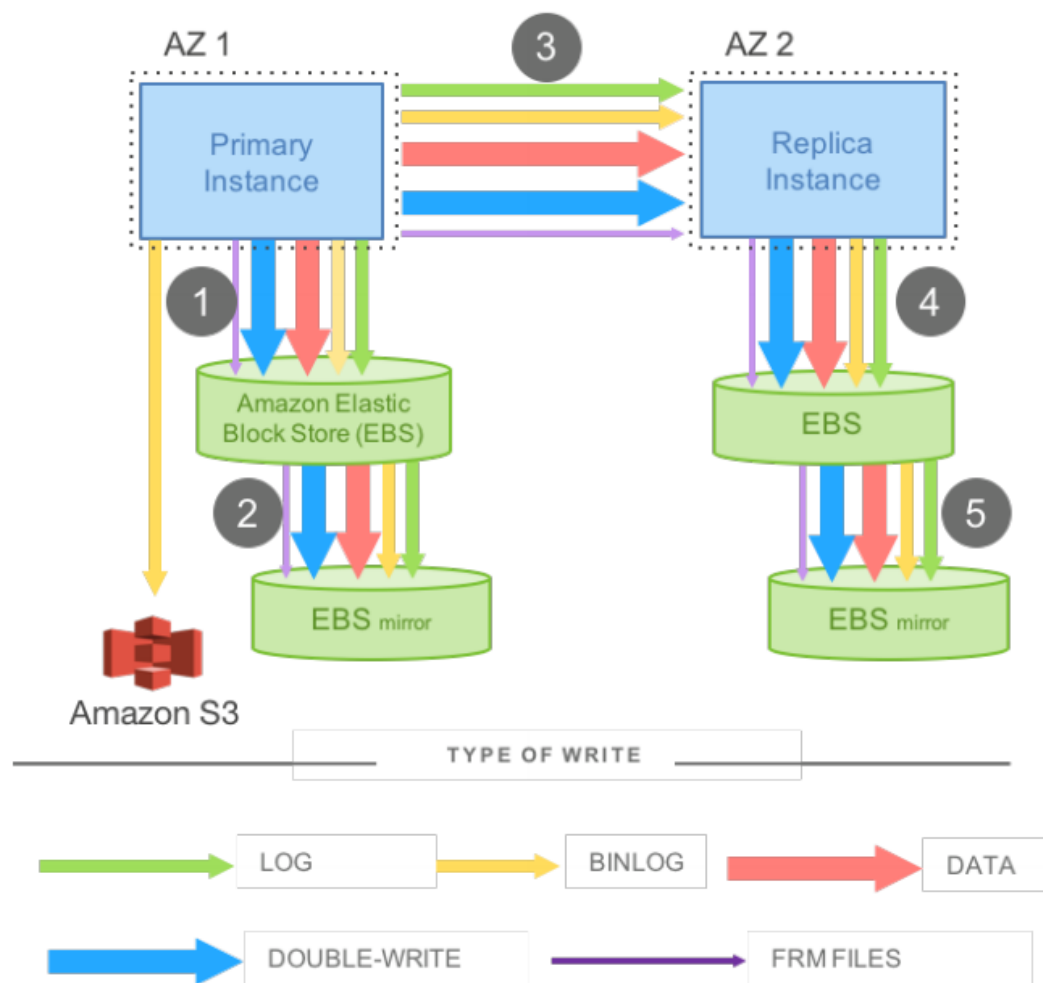 AZ 1
3
AZ 2
Primary
Instance
Replica
Instance
1
4
Amazon Elastic
Block Store (EBS)
EBS
2
5
EBS mirror
EBS mirror
Amazon S3
TYPE OF WRITE
LOG
BINLOG
DATA
DOUBLE-WRITE
FRM FILES